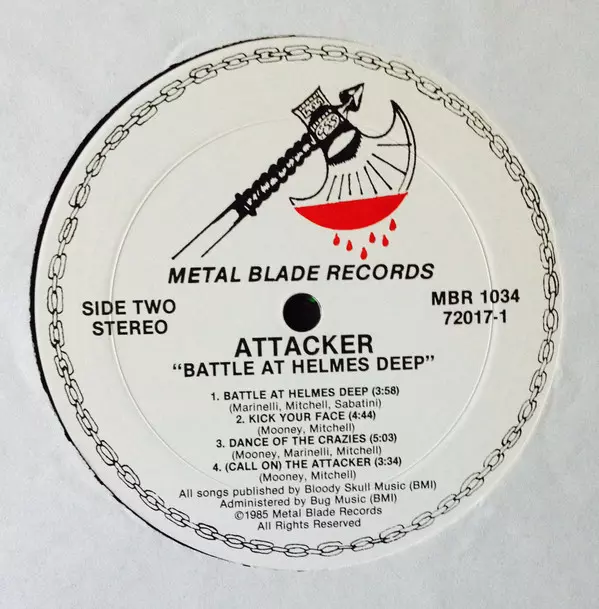 METAL BLADE RECORDS
SIDE TWO
STEREO
MBR 1034
72017-1
ATTACKER
"BATTLE AT HELMES DEEP"
1. BATTLE AT HELMES DEEP (3:58)
(Marinelli, Mitchell, Sabatini)
2. KICK YOUR FACE (4:44)
(Mooney, Mitchell)
3. DANCE OF THE CRAZIES (5:03)
(Mooney, Marinelli, Mitchell)
4. (CALL ON) THE ATTACKER (3:34)
(Mooney, Mitchell)
All songs published by Bloody Skull Music (BMI)
Administered by Bug Music (BMI)
©1985 Metal Blade Records
All Rights Reserved